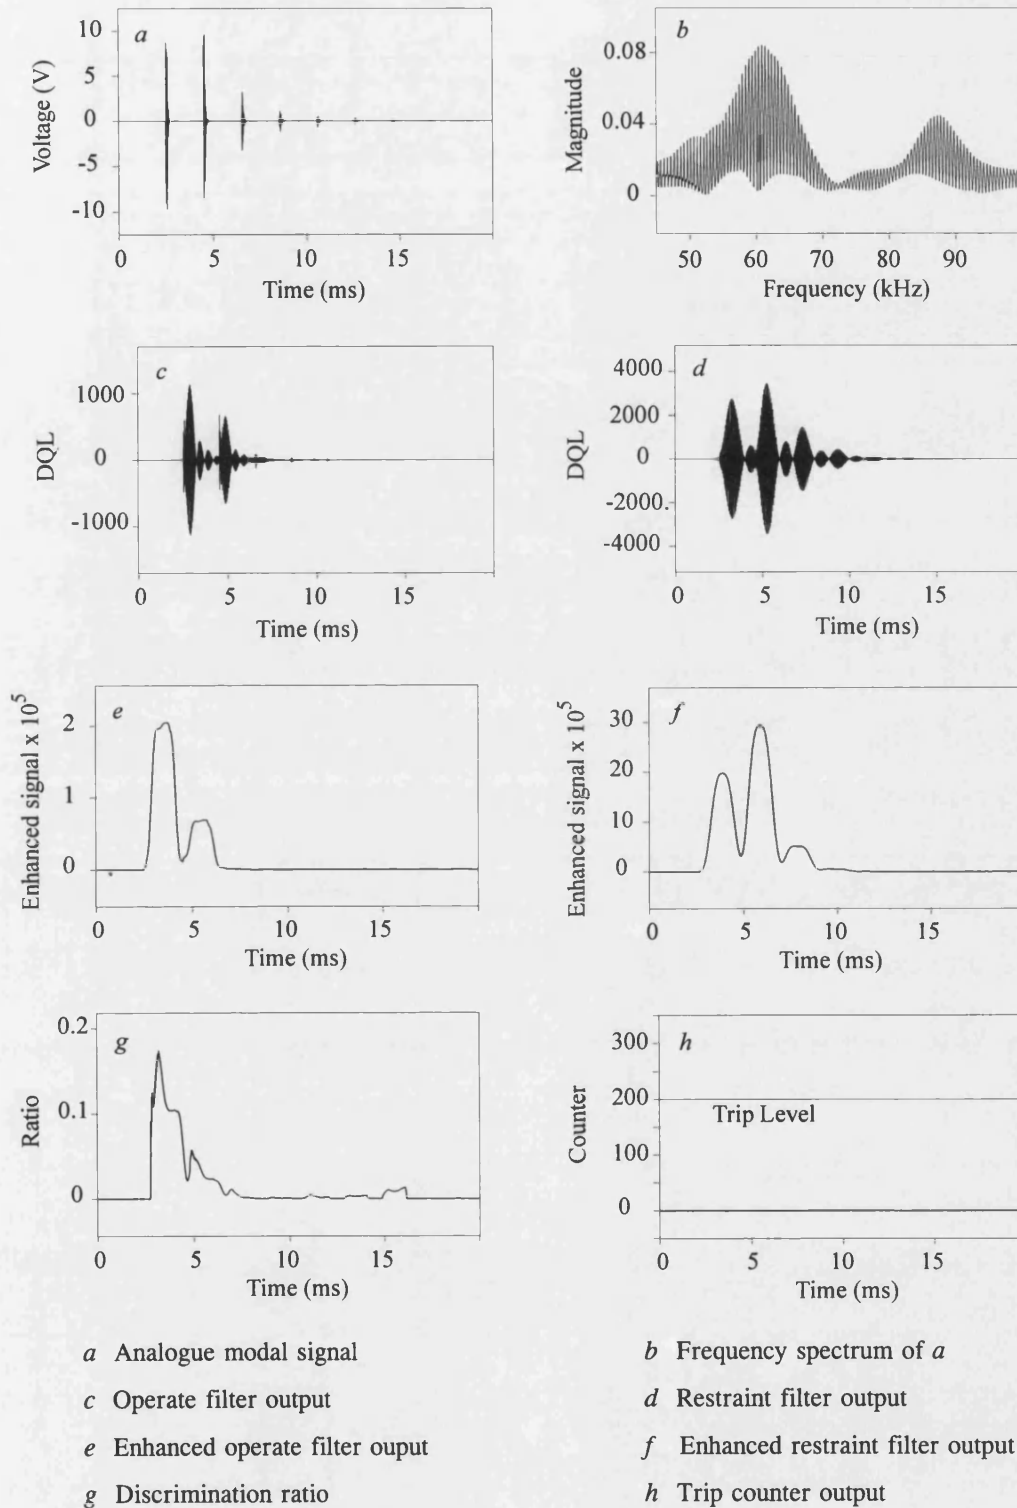 a
10
5
0
-5
-10
Voltage (V)
0 5 10 15
Time (ms)
b
0.08
0.04
0
Magnitude
50 60 70 80 90
Frequency (kHz)
c
1000
0
-1000
DQL
0 5 10 15
Time (ms)
d
4000
2000
0
-2000
-4000
DQL
0 5 10 15
Time (ms)
e
2
1
0
Enhanced signal x 10⁵
0 5 10 15
Time (ms)
f
30
20
10
0
Enhanced signal x 10⁵
0 5 10 15
Time (ms)
g
0.2
0.1
0
Ratio
0 5 10 15
Time (ms)
h
300
200
Trip Level
100
0
Counter
0 5 10 15
Time (ms)
a Analogue modal signal
b Frequency spectrum of a
c Operate filter output
d Restraint filter output
e Enhanced operate filter ouput
f Enhanced restraint filter output
g Discrimination ratio
h Trip counter output